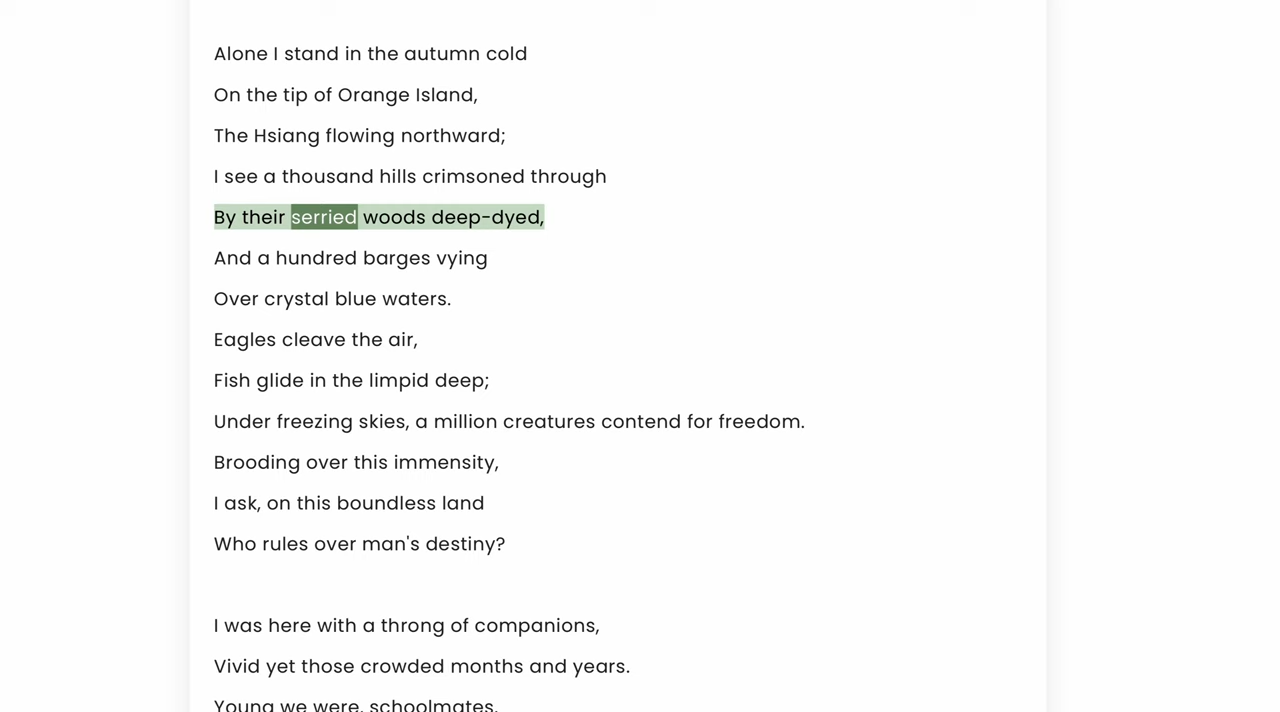 Alone I stand in the autumn cold
On the tip of Orange Island,
The Hsiang flowing northward;
I see a thousand hills crimsoned through
By their serried woods deep-dyed,
And a hundred barges vying
Over crystal blue waters.
Eagles cleave the air,
Fish glide in the limpid deep;
Under freezing skies, a million creatures contend for freedom.
Brooding over this immensity,
I ask, on this boundless land
Who rules over man's destiny?
I was here with a throng of companions,
Vivid yet those crowded months and years.
Young we were, schoolmates,